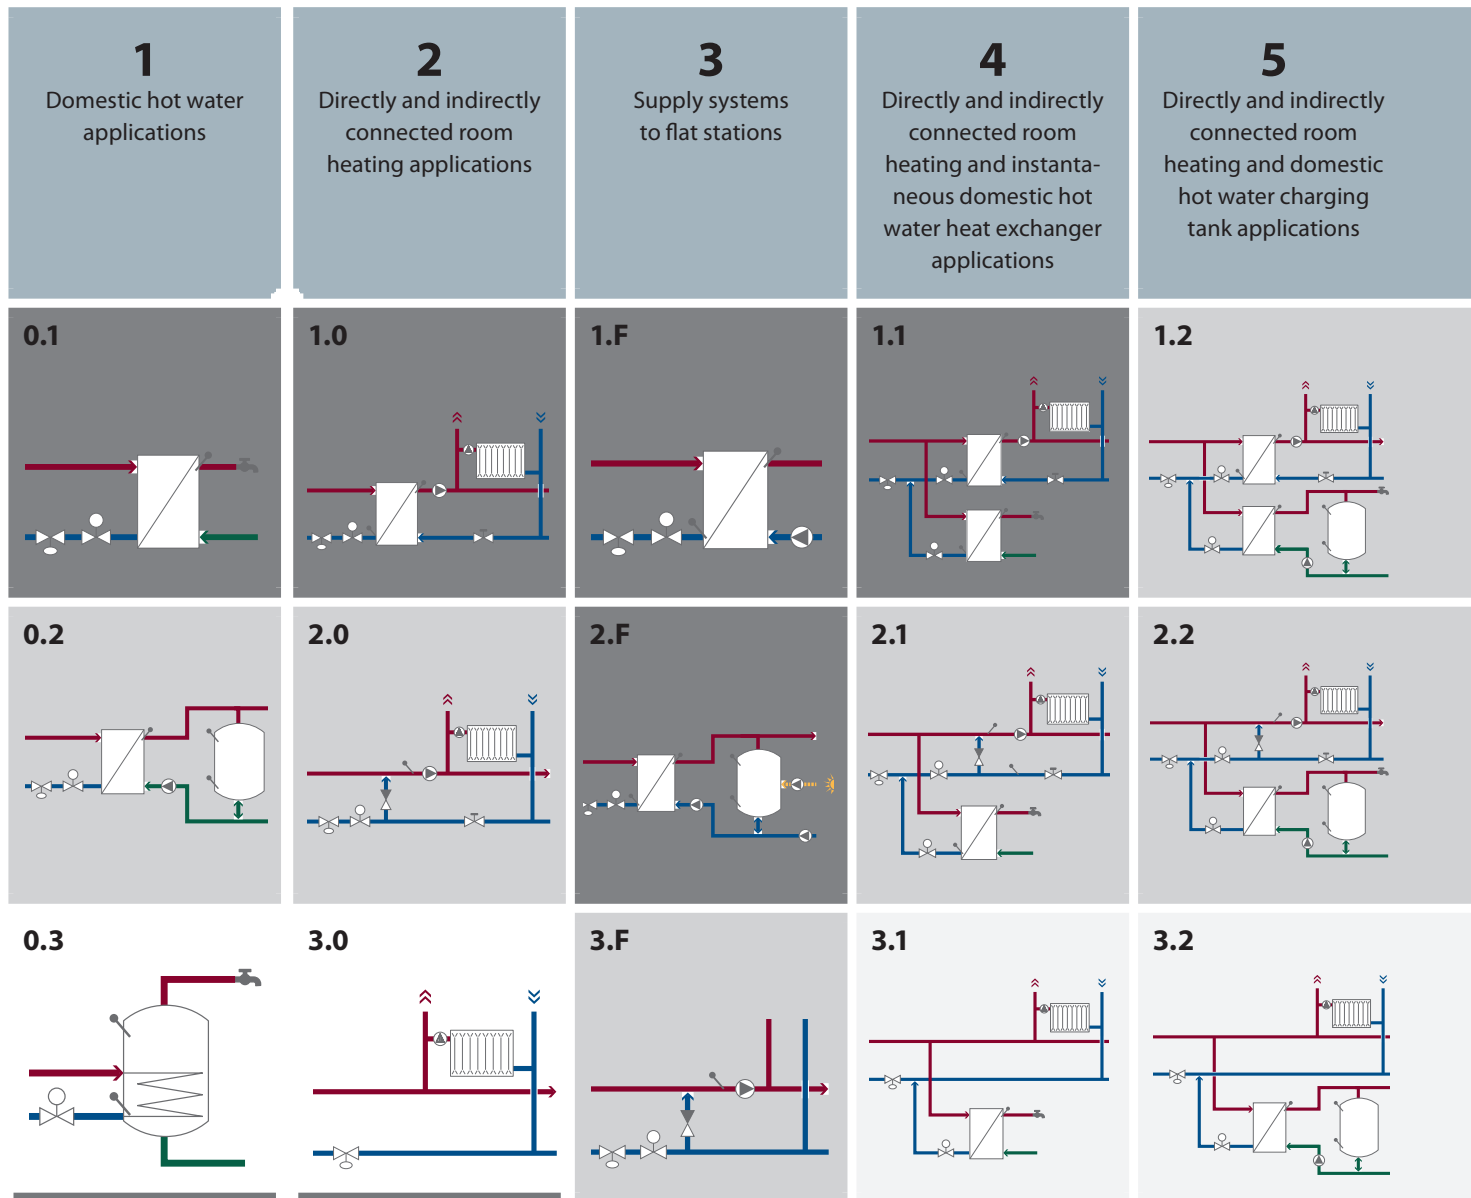 1
Domestic hot water
applications
2
Directly and indirectly
connected room
heating applications
3
Supply systems
to flat stations
4
Directly and indirectly
connected room
heating and instanta-
neous domestic hot
water heat exchanger
applications
5
Directly and indirectly
connected room
heating and domestic
hot water charging
tank applications
0.1
1.0
1.F
1.1
1.2
0.2
2.0
2.F
2.1
2.2
0.3
3.0
3.F
3.1
3.2